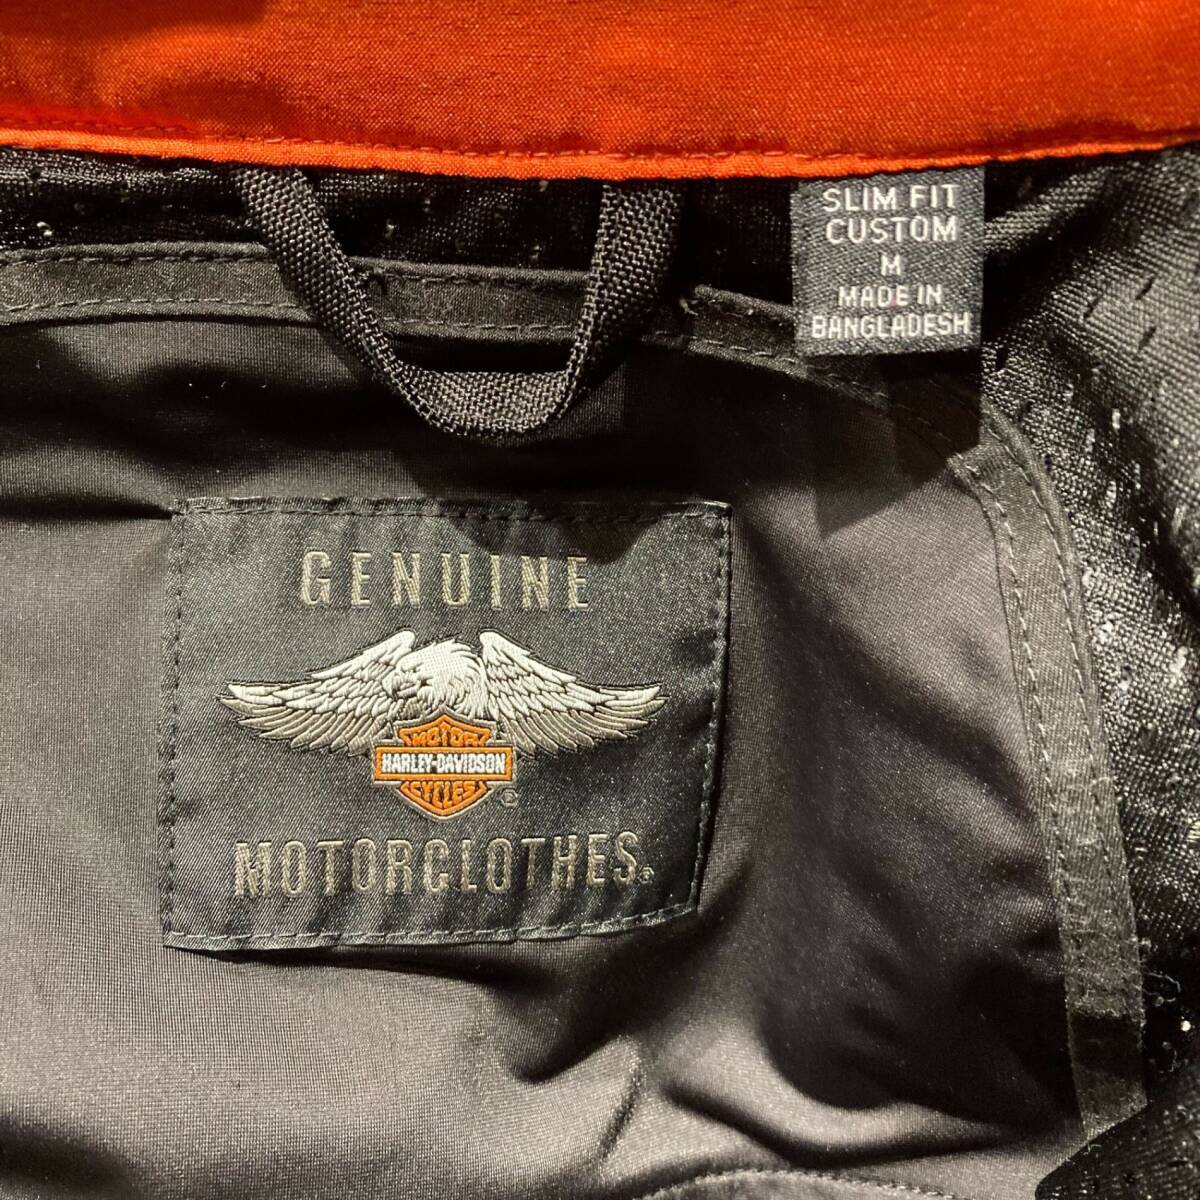 SLIM FIT
CUSTOM
M
MADE IN
BANGLADESH
GENUINE
MOTOR
HARLEY-DAVIDSON
CYCLES ®
MOTORCLOTHES®